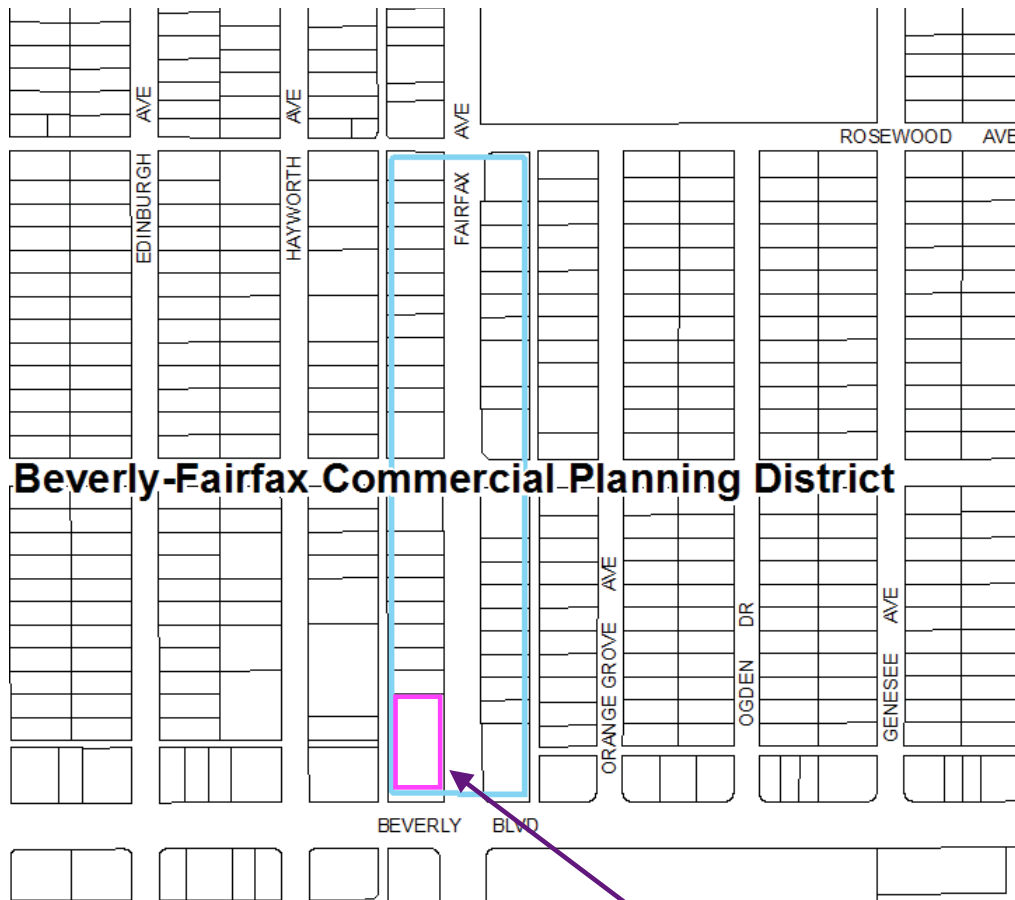 AVE
AVE
AVE
ROSEWOOD AVE
EDINBURGH
HAYWORTH
FAIRFAX
Beverly-Fairfax Commercial Planning District
ORANGE GROVE AVE
OGDEN DR
GENESEE AVE
BEVERLY BLVD